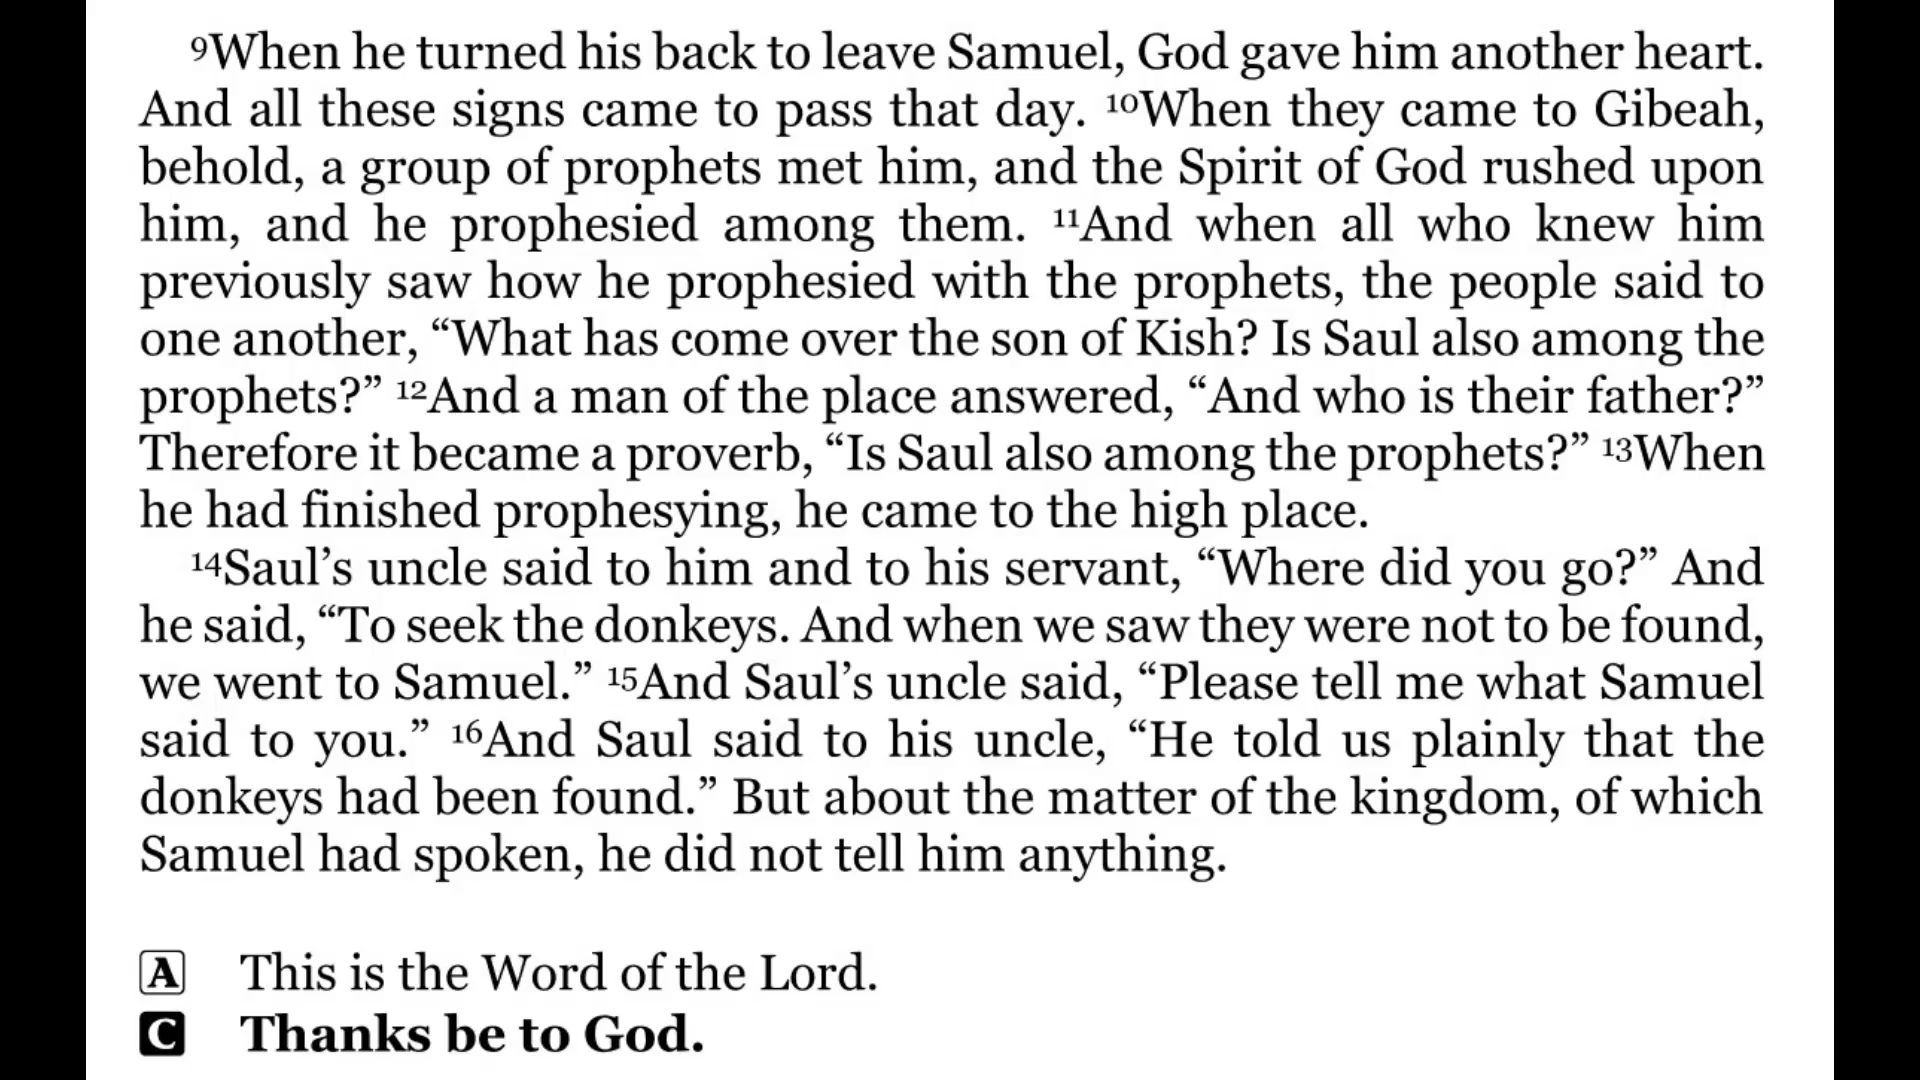 ⁹When he turned his back to leave Samuel, God gave him another heart.
And all these signs came to pass that day. ¹⁰When they came to Gibeah,
behold, a group of prophets met him, and the Spirit of God rushed upon
him, and he prophesied among them. ¹¹And when all who knew him
previously saw how he prophesied with the prophets, the people said to
one another, “What has come over the son of Kish? Is Saul also among the
prophets?” ¹²And a man of the place answered, “And who is their father?”
Therefore it became a proverb, “Is Saul also among the prophets?” ¹³When
he had finished prophesying, he came to the high place.
¹⁴Saul’s uncle said to him and to his servant, “Where did you go?” And
he said, “To seek the donkeys. And when we saw they were not to be found,
we went to Samuel.” ¹⁵And Saul’s uncle said, “Please tell me what Samuel
said to you.” ¹⁶And Saul said to his uncle, “He told us plainly that the
donkeys had been found.” But about the matter of the kingdom, of which
Samuel had spoken, he did not tell him anything.
A This is the Word of the Lord.
C Thanks be to God.